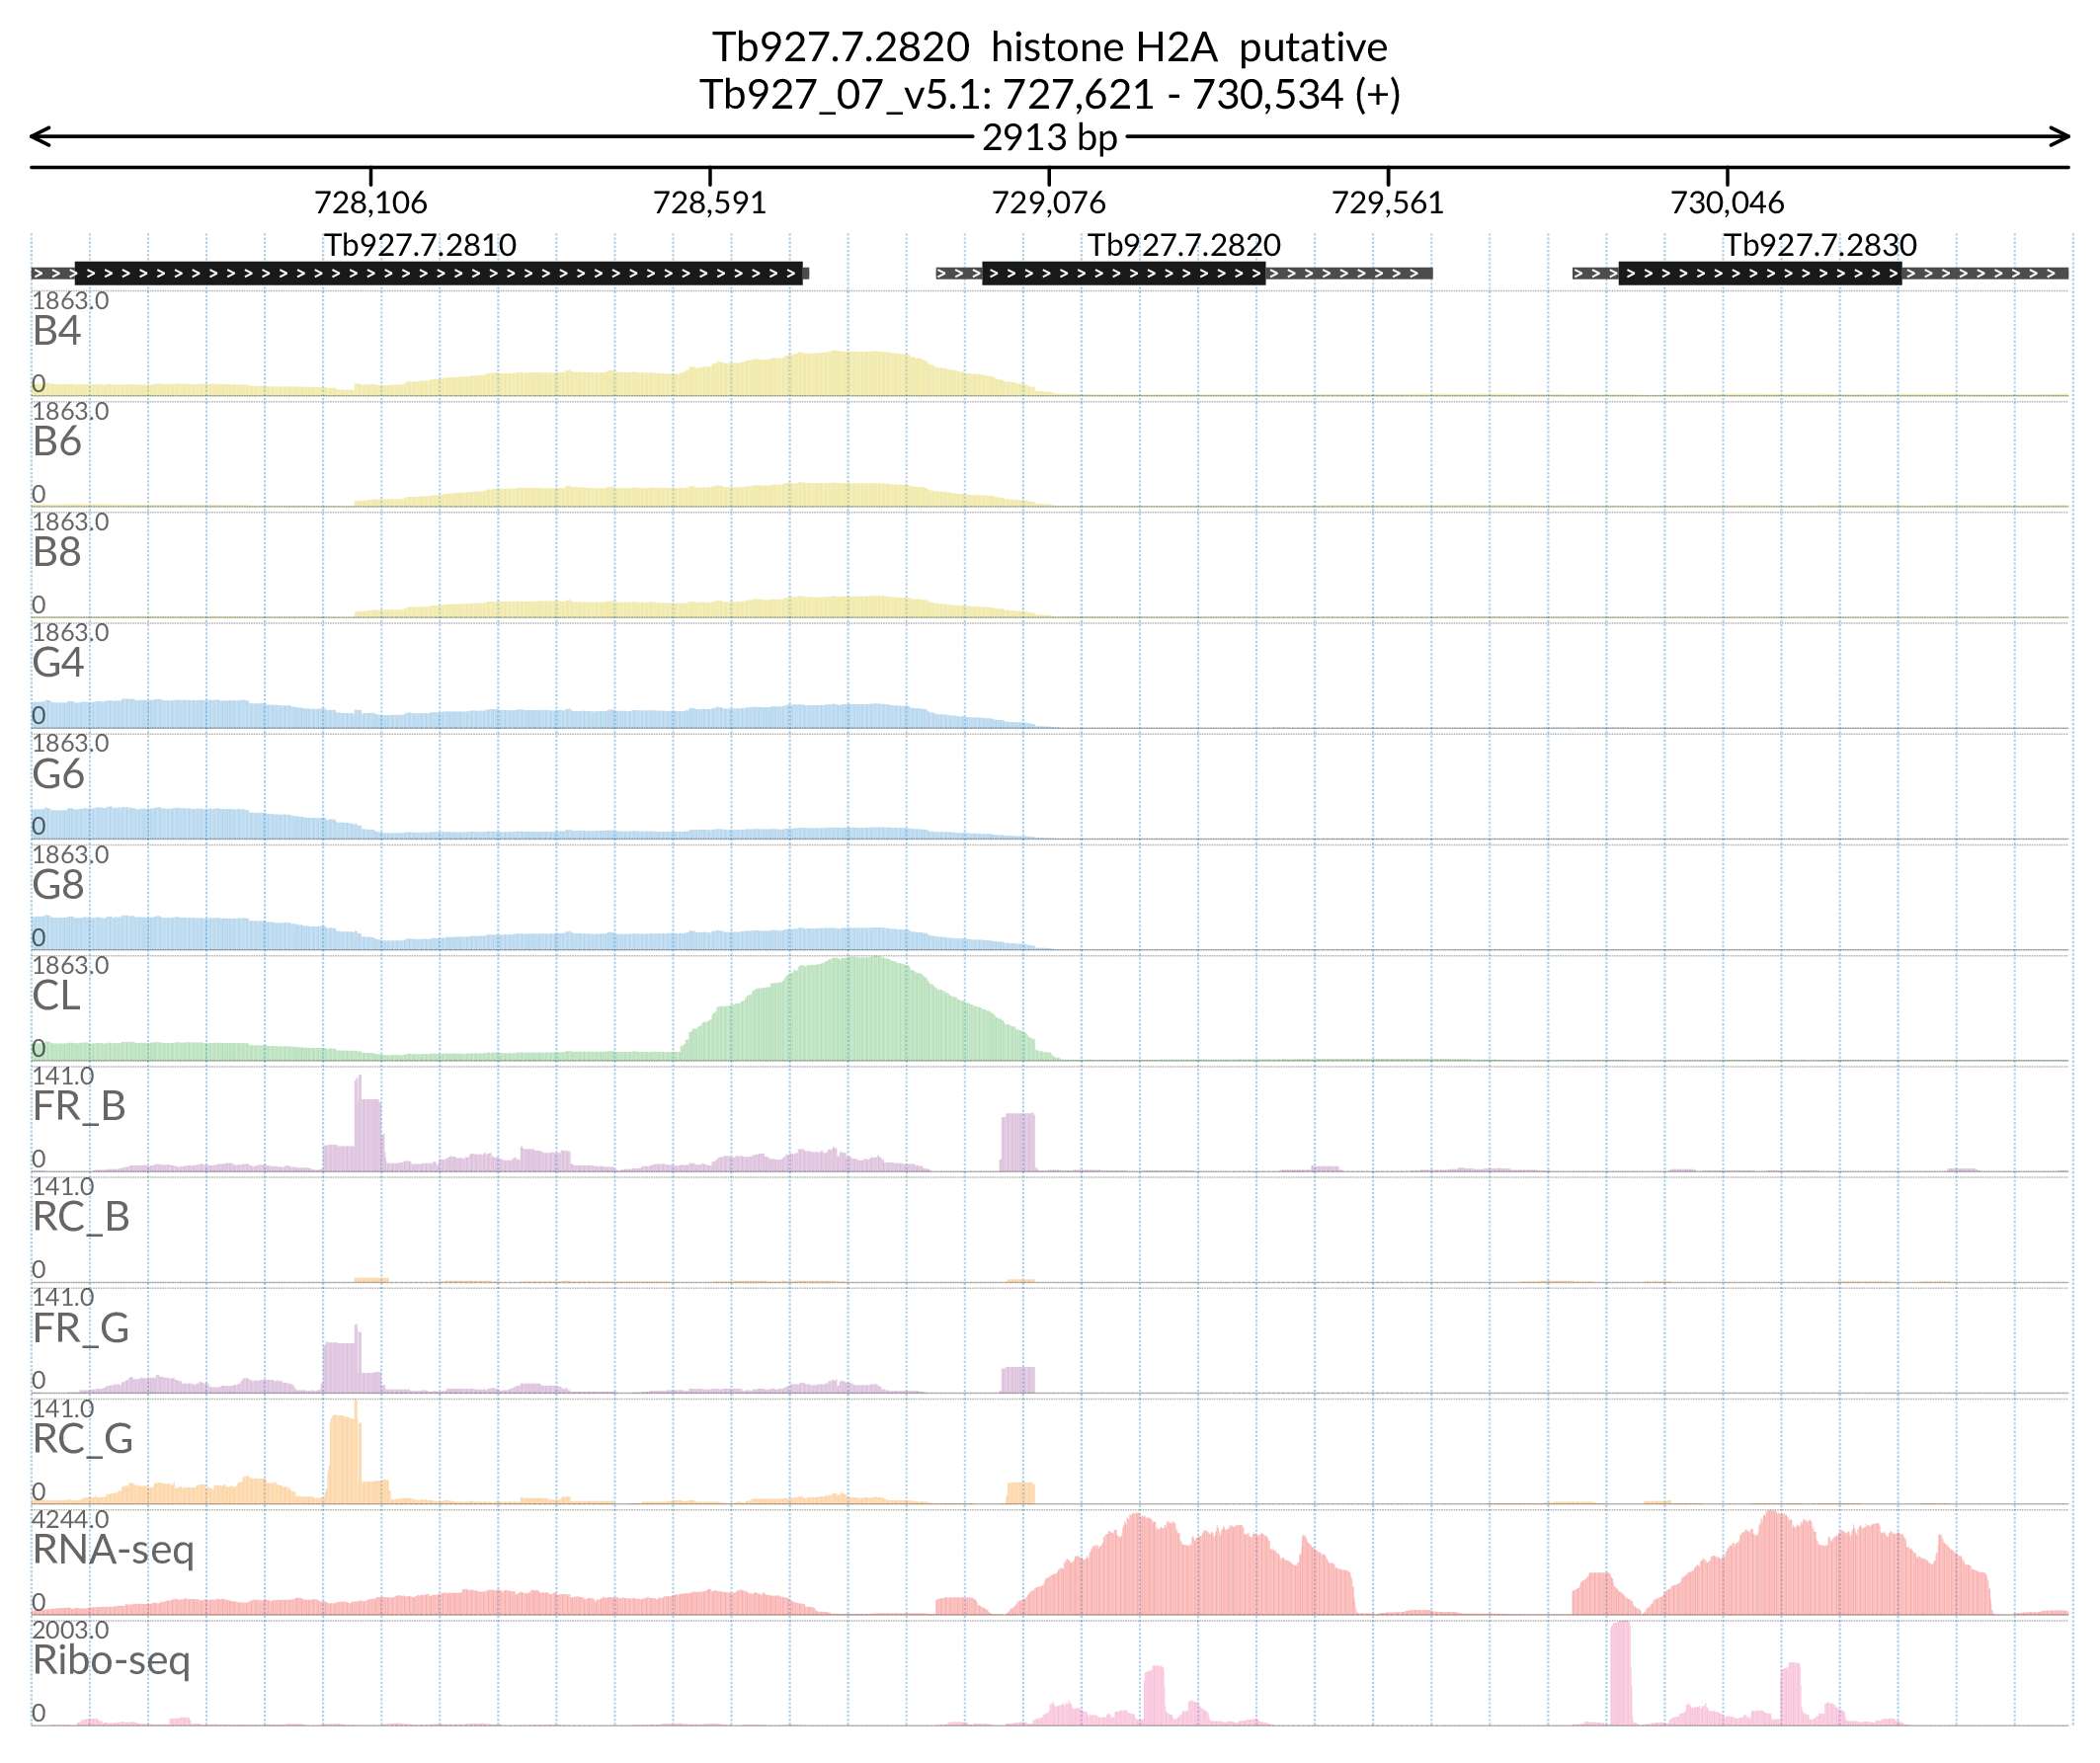 Tb927.7.2820  histone H2A  putative
Tb927_07_v5.1: 727,621 - 730,534 (+)
2913 bp
728,106 728,591 729,076 729,561 730,046
Tb927.7.2810 Tb927.7.2820 Tb927.7.2830
1863.0
B4
0
1863.0
B6
0
1863.0
B8
0
1863.0
G4
0
1863.0
G6
0
1863.0
G8
0
1863.0
CL
0
141.0
FR_B
0
141.0
RC_B
0
141.0
FR_G
0
141.0
RC_G
0
4244.0
RNA-seq
0
2003.0
Ribo-seq
0